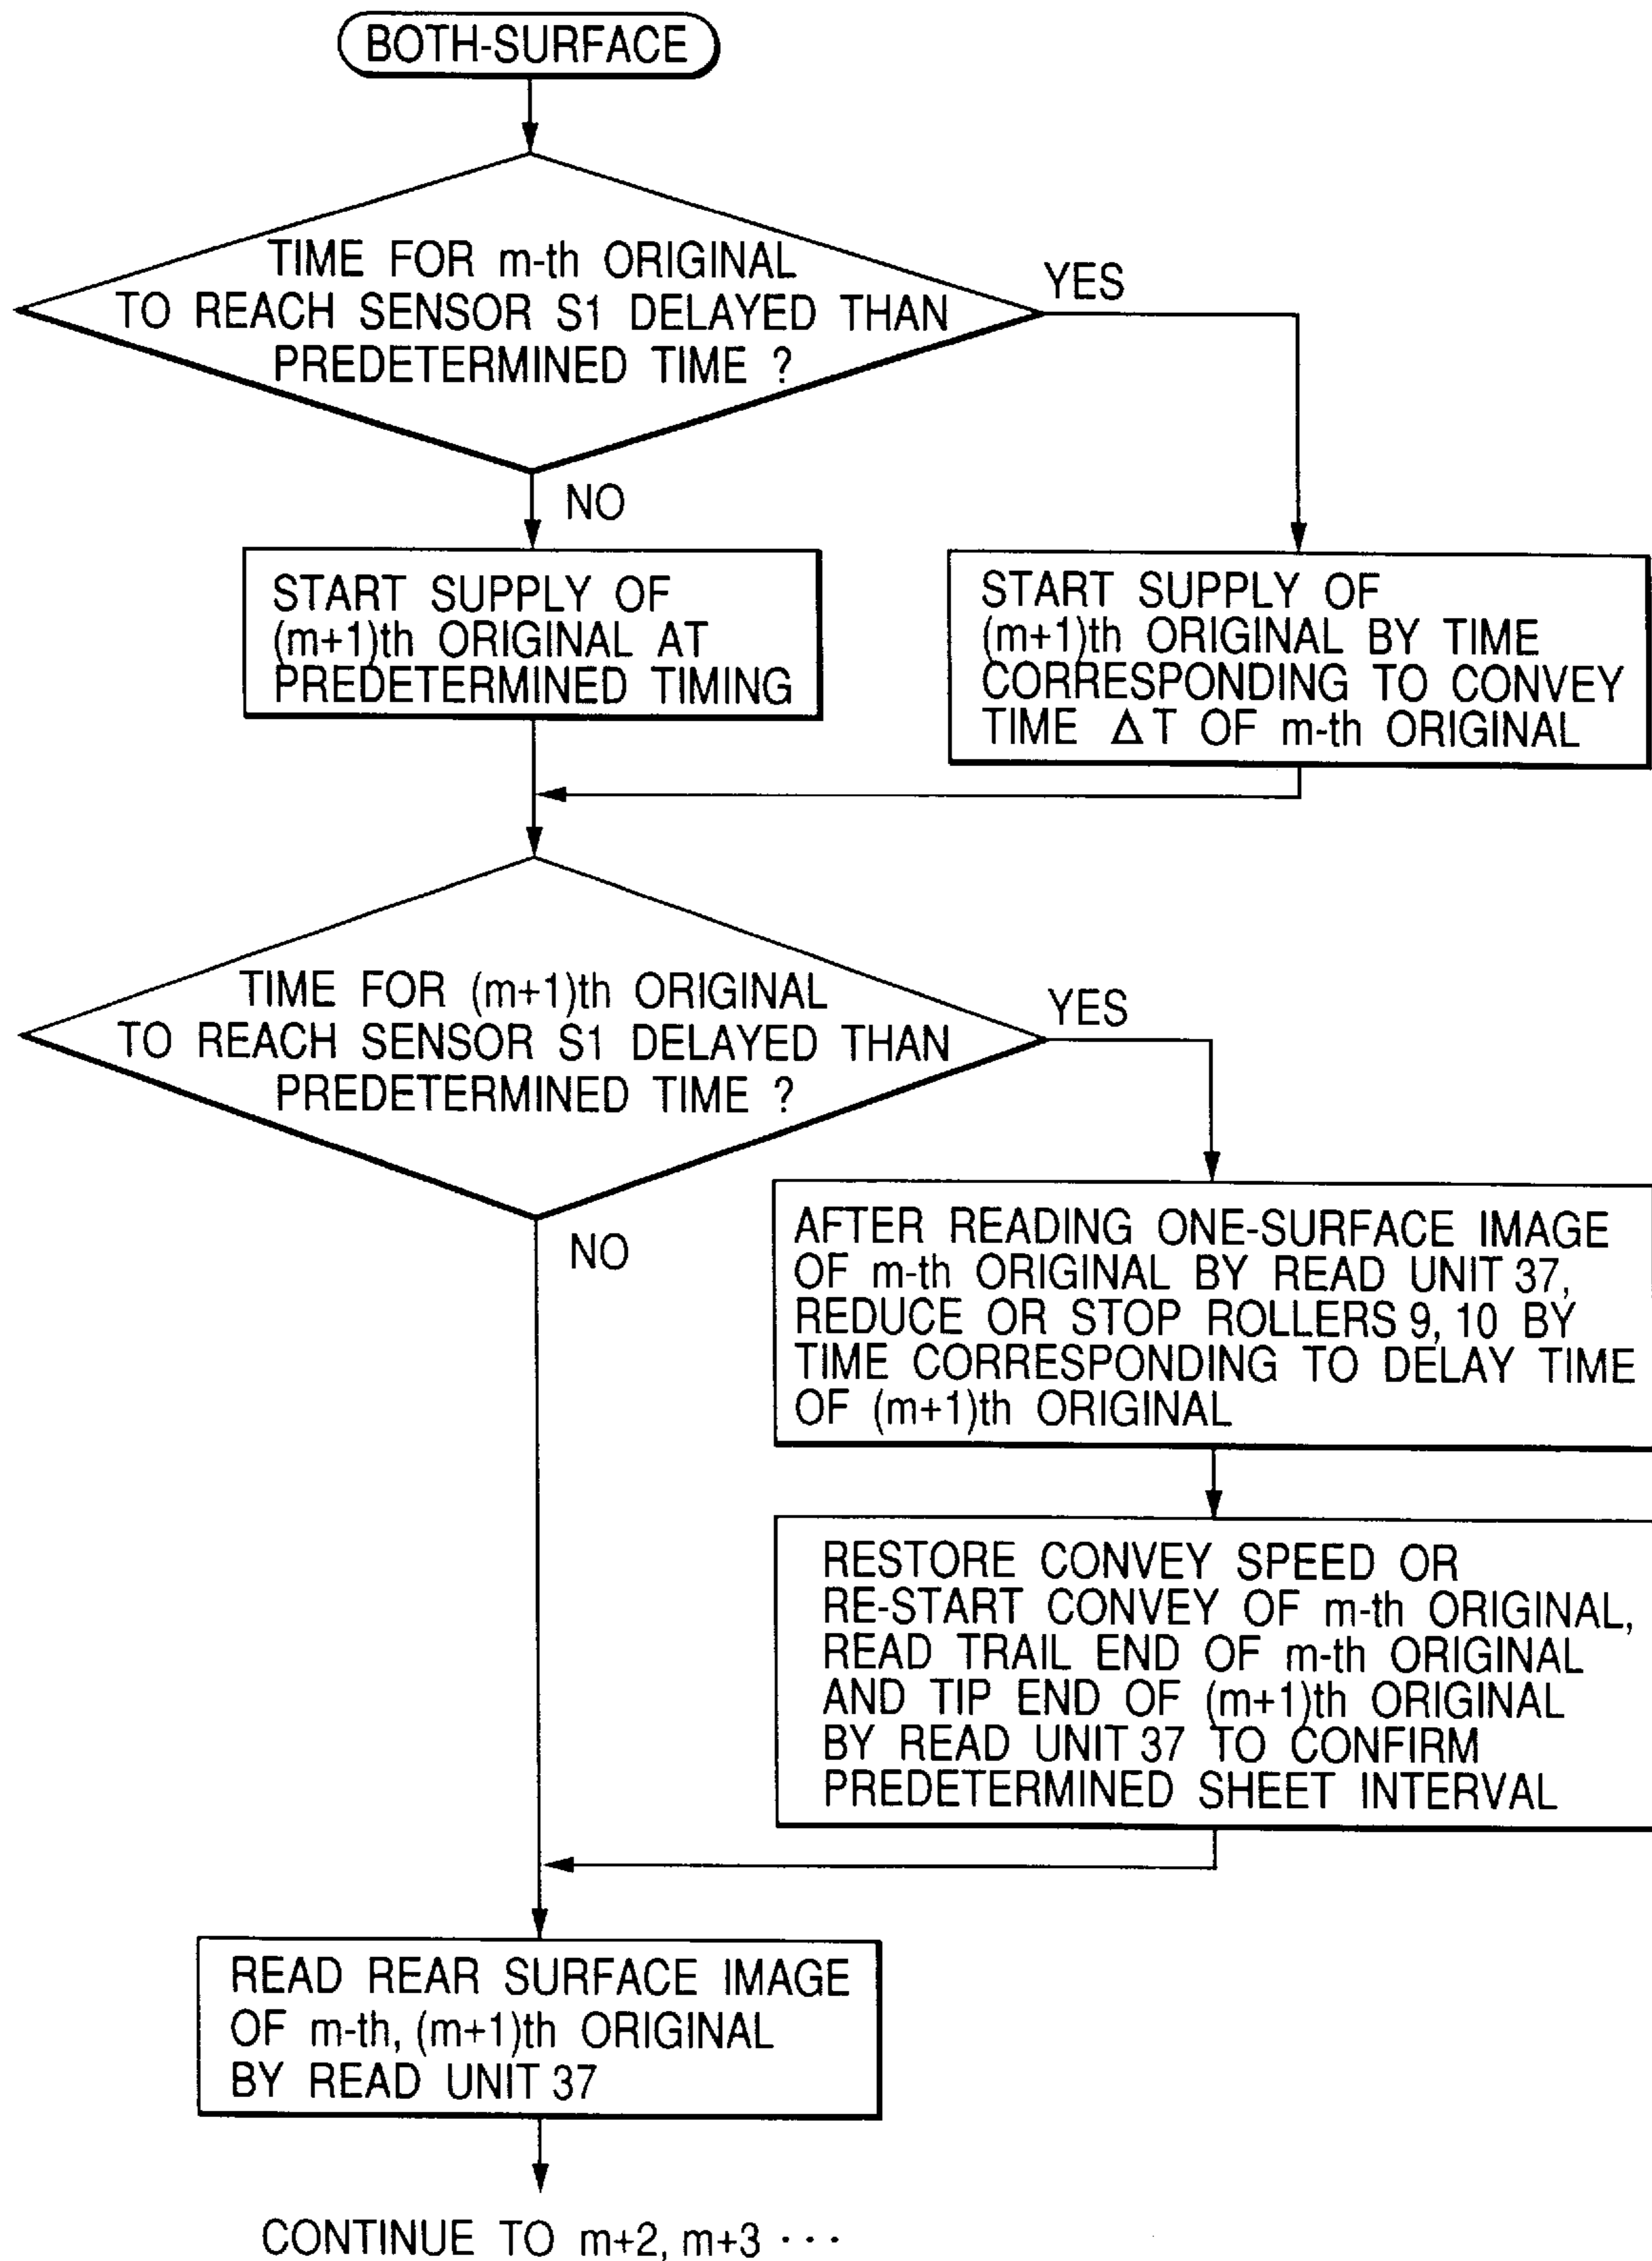 BOTH-SURFACE
TIME FOR m-th ORIGINAL
TO REACH SENSOR S1 DELAYED THAN
PREDETERMINED TIME ?
YES
NO
START SUPPLY OF
(m+1)th ORIGINAL AT
PREDETERMINED TIMING
START SUPPLY OF
(m+1)th ORIGINAL BY TIME
CORRESPONDING TO CONVEY
TIME ΔT OF m-th ORIGINAL
TIME FOR (m+1)th ORIGINAL
TO REACH SENSOR S1 DELAYED THAN
PREDETERMINED TIME ?
YES
NO
AFTER READING ONE-SURFACE IMAGE
OF m-th ORIGINAL BY READ UNIT 37,
REDUCE OR STOP ROLLERS 9, 10 BY
TIME CORRESPONDING TO DELAY TIME
OF (m+1)th ORIGINAL
RESTORE CONVEY SPEED OR
RE-START CONVEY OF m-th ORIGINAL,
READ TRAIL END OF m-th ORIGINAL
AND TIP END OF (m+1)th ORIGINAL
BY READ UNIT 37 TO CONFIRM
PREDETERMINED SHEET INTERVAL
READ REAR SURFACE IMAGE
OF m-th, (m+1)th ORIGINAL
BY READ UNIT 37
CONTINUE TO m+2, m+3 ···